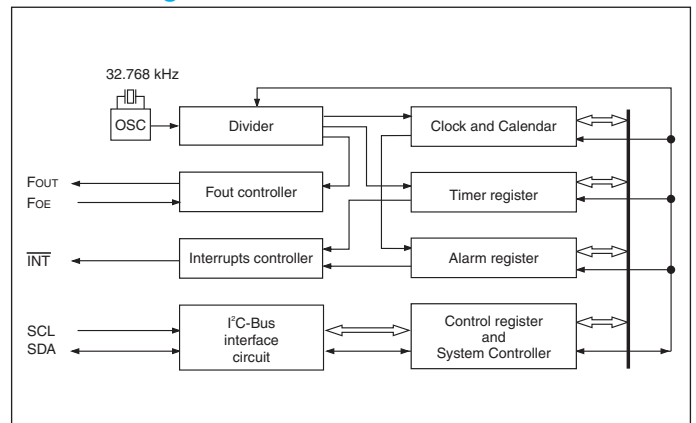 32.768 kHz
OSC
Divider
Clock and Calendar
FOUT
FOE
Fout controller
Timer register
INT
Interrupts controller
Alarm register
SCL
SDA
I²C-Bus
interface
circuit
Control register
and
System Controller